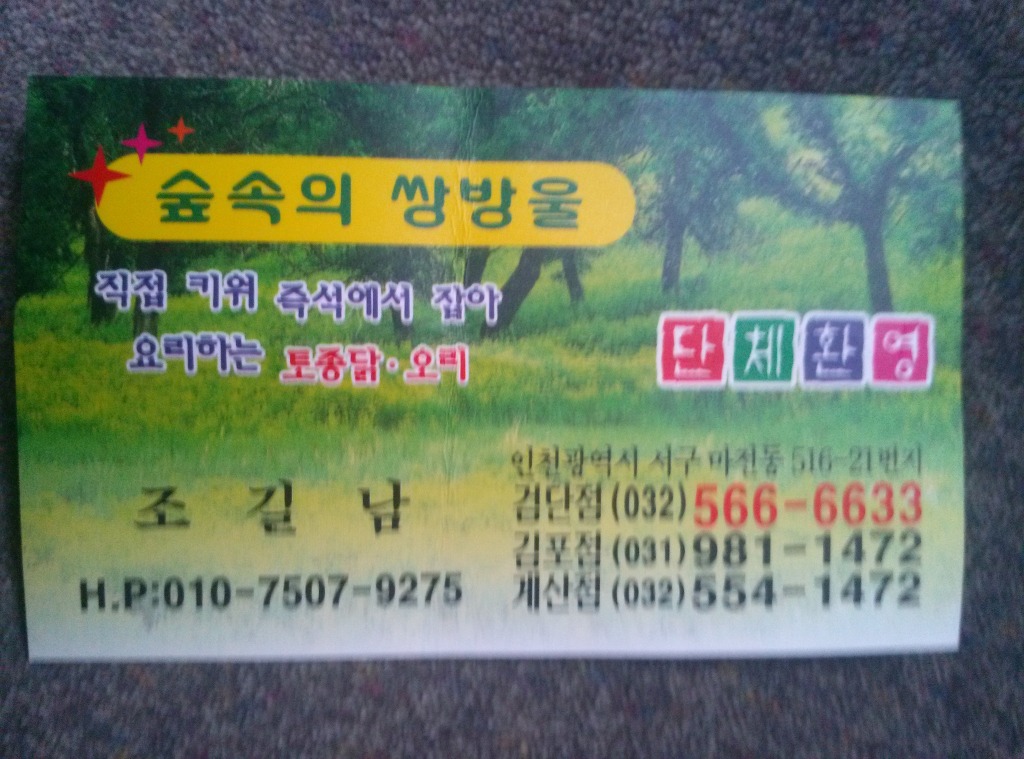 숲속의 쌍방울
직접 키워 즉석에서 잡아
요리하는 토종닭·오리
단체환영
인천광역시 서구 마전동 516-21번지
조길남
검단점 (032) 566-6633
김포점 (031) 981-1472
계산점 (032) 554-1472
H.P:010-7507-9275